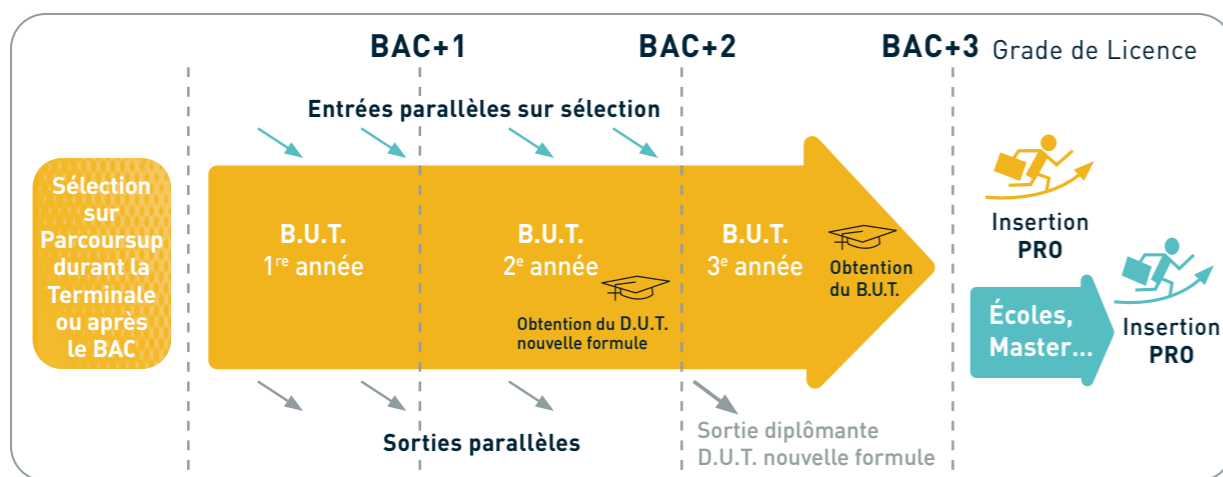 BAC+1
BAC+2
BAC+3 Grade de Licence
Entrées parallèles sur sélection
Sélection
sur
Parcoursup
durant la
Terminale
ou après
le BAC
B.U.T.
1re année
B.U.T.
2e année
Obtention du D.U.T.
nouvelle formule
B.U.T.
3e année
Obtention
du B.U.T.
Insertion
PRO
Écoles,
Master...
Insertion
PRO
Sorties parallèles
Sortie diplômante
D.U.T. nouvelle formule